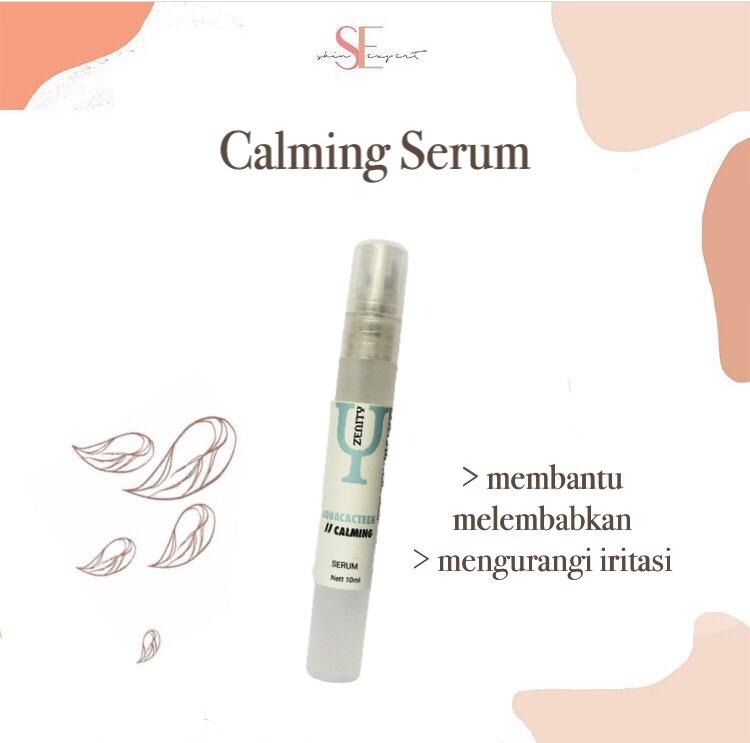 SE
skin expert
Calming Serum
ZENITY
AQUACACTEEN
// CALMING
SERUM
Nett 10ml
> membantu
melembabkan
> mengurangi iritasi